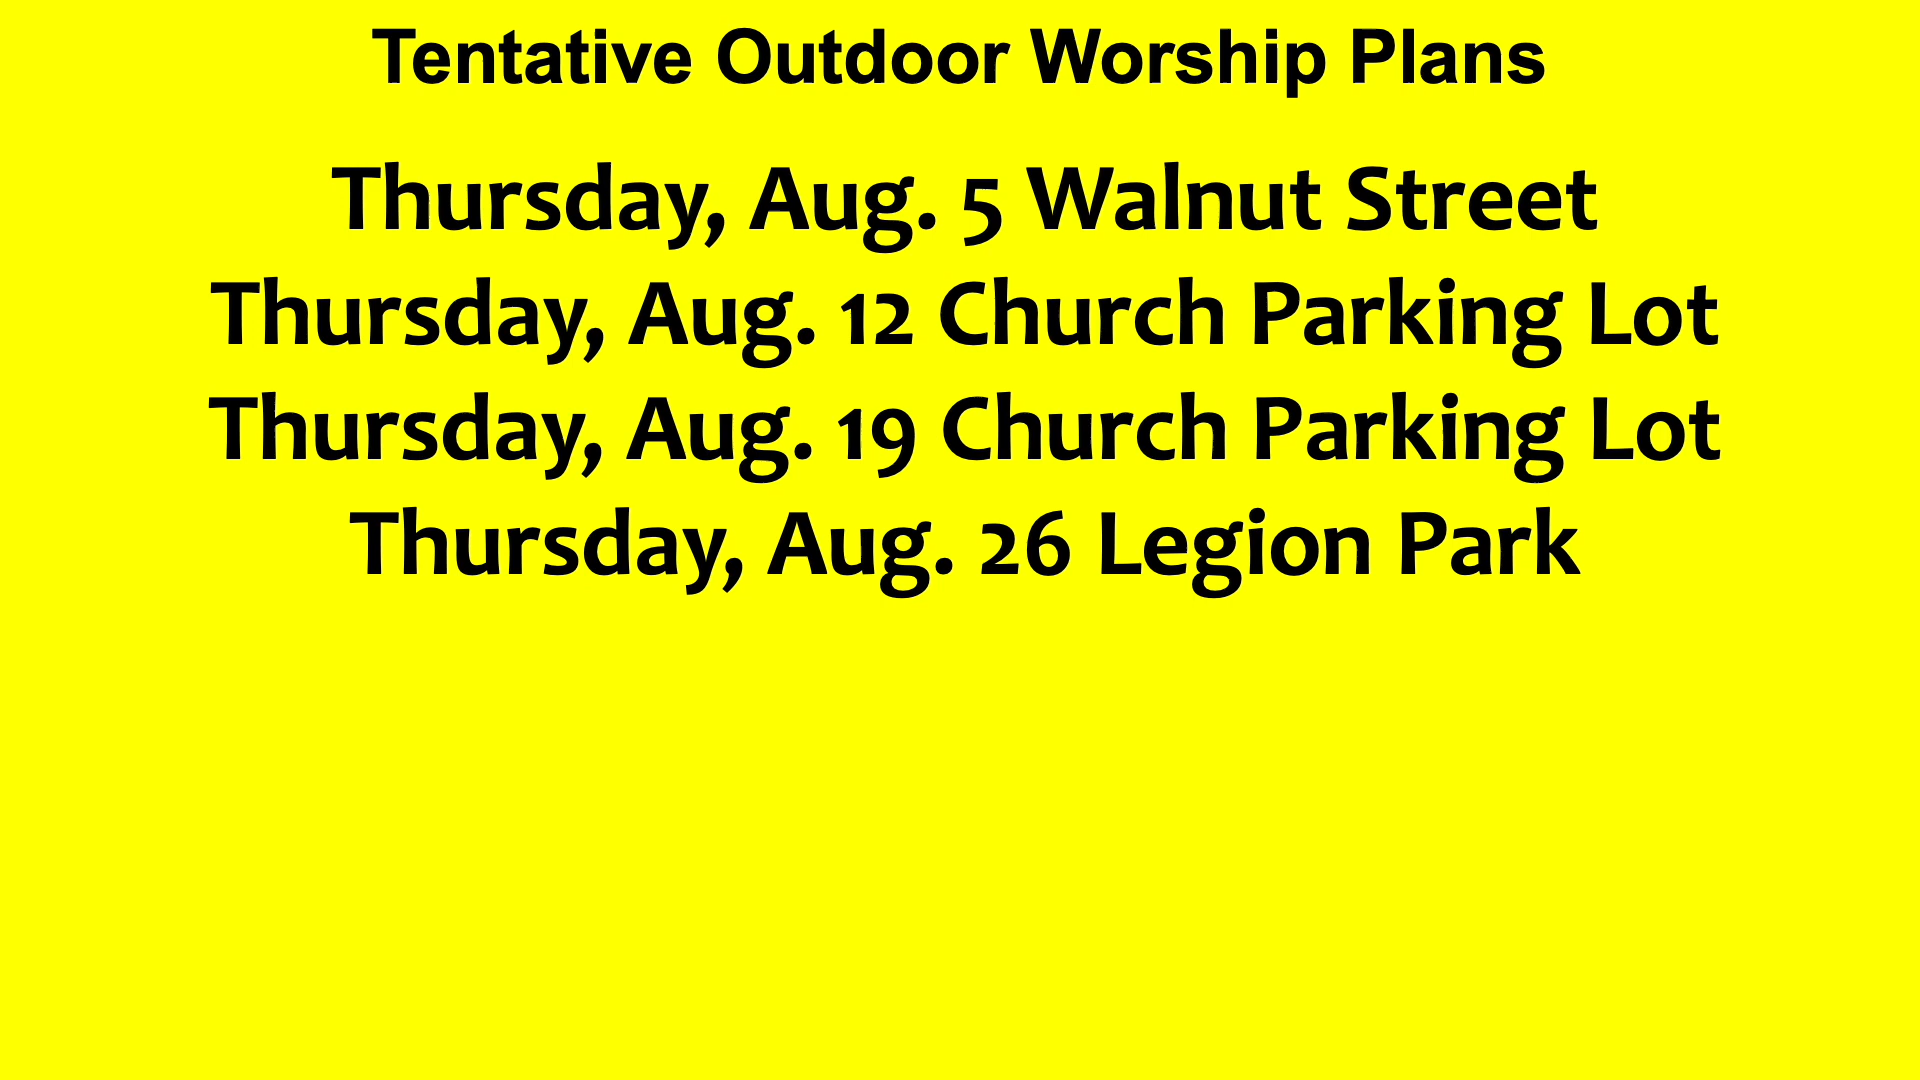 Tentative Outdoor Worship Plans
Thursday, Aug. 5 Walnut Street
Thursday, Aug. 12 Church Parking Lot
Thursday, Aug. 19 Church Parking Lot
Thursday, Aug. 26 Legion Park